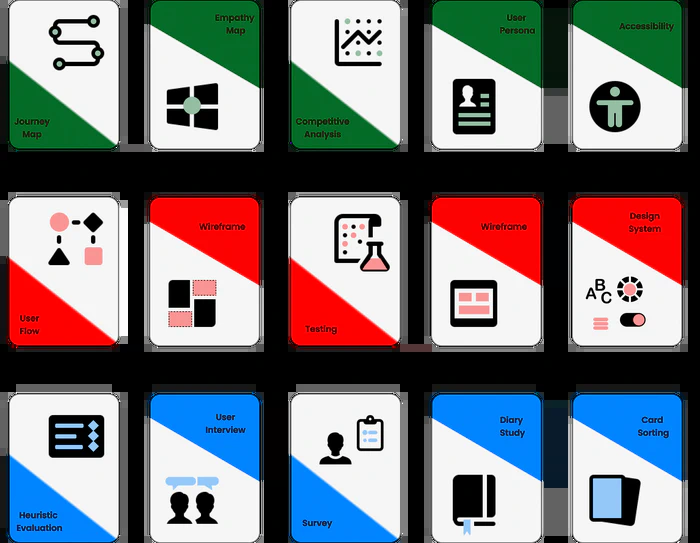 Journey
Map
Empathy
Map
Competitive
Analysis
User
Persona
Accessibility
User
Flow
Wireframe
Testing
Wireframe
Design
System
A B C
Heuristic
Evaluation
User
Interview
Survey
Diary
Study
Card
Sorting